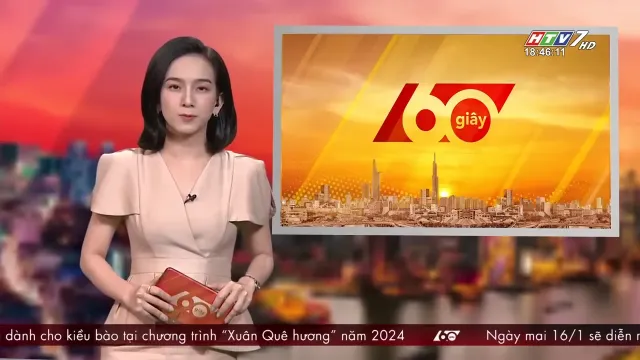 HTV7 HD
18:46:11
60 giây
dành cho kiều bào tại chương trình "Xuân Quê hương" năm 2024 60 Ngày mai 16/1 sẽ diễn